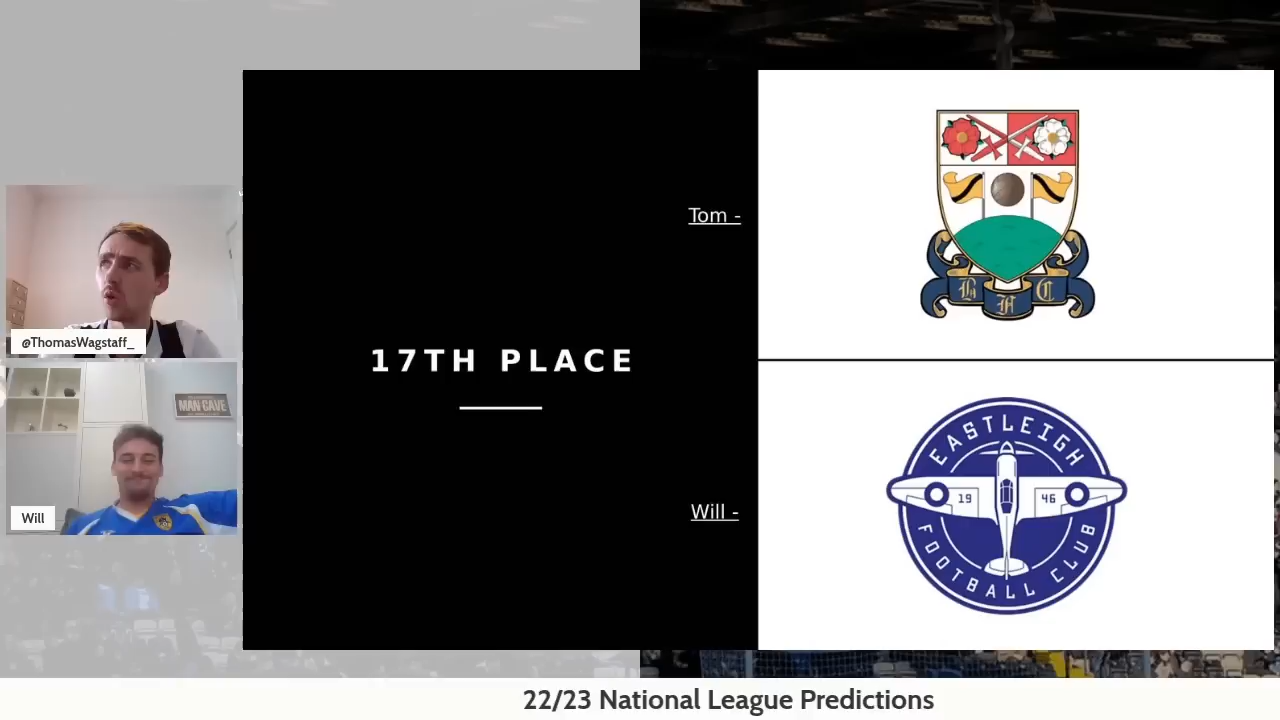 Tom -
B F C
@ThomasWagstaff_
17TH PLACE
MAN CAVE
EASTLEIGH
19 46
FOOTBALL CLUB
Will
Will -
22/23 National League Predictions